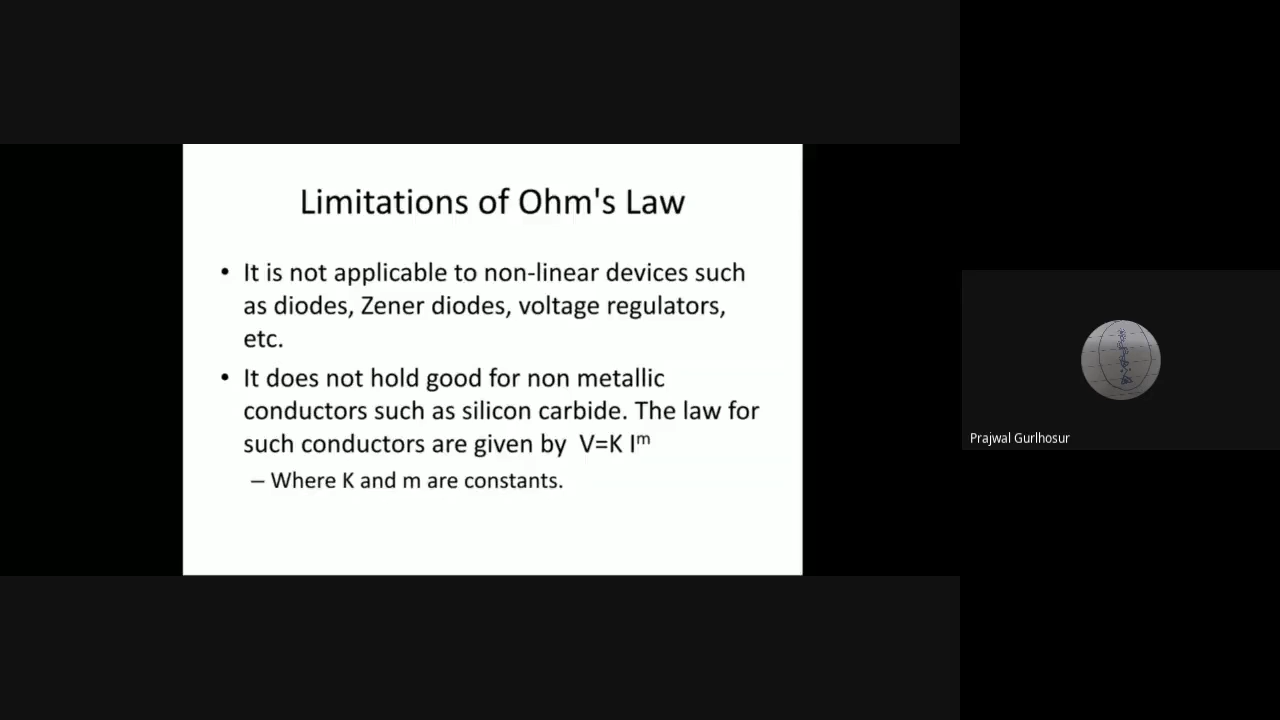 Limitations of Ohm's Law
• It is not applicable to non-linear devices such
as diodes, Zener diodes, voltage regulators,
etc.
• It does not hold good for non metallic
conductors such as silicon carbide. The law for
such conductors are given by V=K Iᵐ
– Where K and m are constants.
Prajwal Gurlhosur